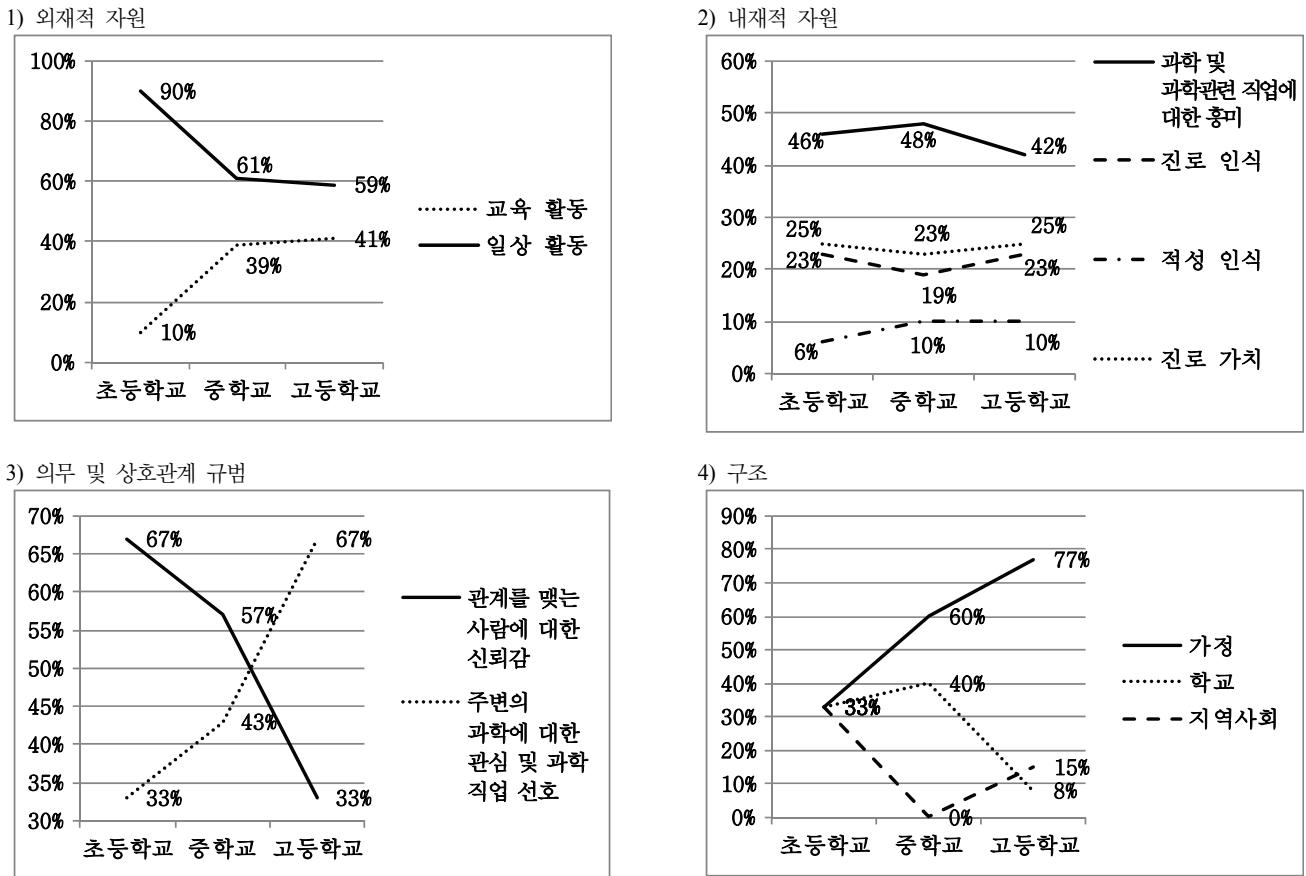 1) 외재적 자원
100%
80%
60%
40%
20%
0%
90%
61%
59%
10%
39%
41%
초등학교 중학교 고등학교
교육 활동
일상 활동
2) 내재적 자원
60%
50%
40%
30%
20%
10%
0%
46%
48%
42%
25%
23%
25%
23%
19%
23%
6%
10%
10%
초등학교 중학교 고등학교
과학 및
과학관련 직업에
대한 흥미
진로 인식
적성 인식
진로 가치
3) 의무 및 상호관계 규범
70%
65%
60%
55%
50%
45%
40%
35%
30%
67%
57%
33%
33%
43%
67%
초등학교 중학교 고등학교
관계를 맺는
사람에 대한
신뢰감
주변의
과학에 대한
관심 및 과학
직업 선호
4) 구조
90%
80%
70%
60%
50%
40%
30%
20%
10%
0%
33%
60%
77%
40%
8%
0%
15%
초등학교 중학교 고등학교
가정
학교
지역사회